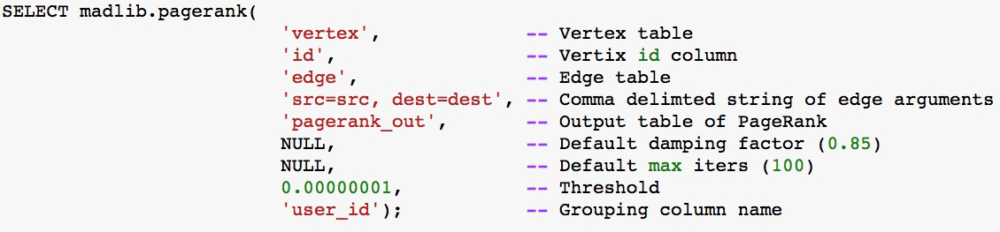 SELECT madlib.pagerank(
'vertex', -- Vertex table
'id', -- Vertix id column
'edge', -- Edge table
'src=src, dest=dest', -- Comma delimted string of edge arguments
'pagerank_out', -- Output table of PageRank
NULL, -- Default damping factor (0.85)
NULL, -- Default max iters (100)
0.00000001, -- Threshold
'user_id'); -- Grouping column name